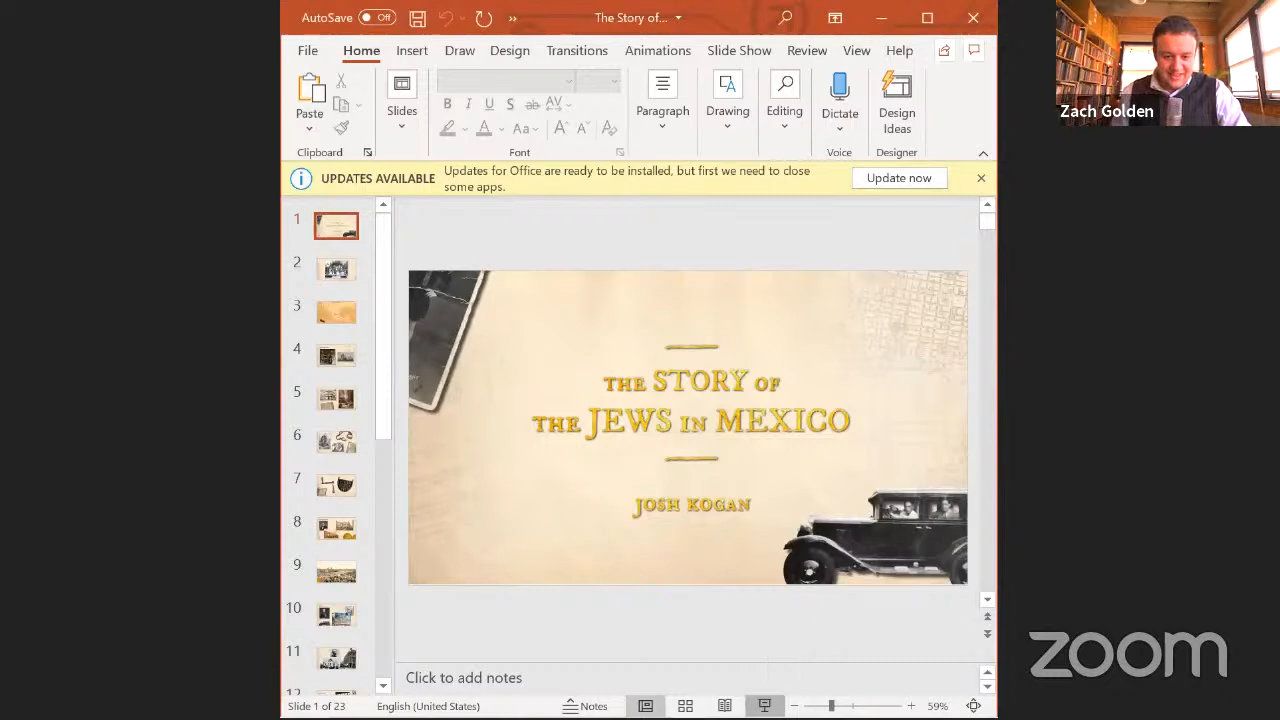 AutoSave Off
The Story of...
Zach Golden
File Home Insert Draw Design Transitions Animations Slide Show Review View Help
Paste
Slides
B I U S ab AV
Aa A A
Paragraph
Drawing
Editing
Dictate
Design
Ideas
Clipboard
Font
Voice
Designer
UPDATES AVAILABLE
Updates for Office are ready to be installed, but first we need to close
some apps.
Update now
1
2
3
4
5
6
7
8
9
10
11
12
THE STORY OF
THE JEWS IN MEXICO
JOSH KOGAN
Click to add notes
Slide 1 of 23
English (United States)
Notes
59%
zoom